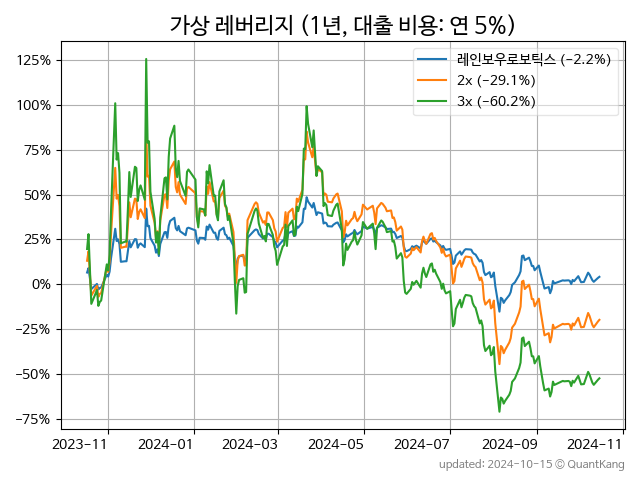 가상 레버리지 (1년, 대출 비용: 연 5%)
레인보우로보틱스 (−2.2%)
2x (−29.1%)
3x (−60.2%)
125%
100%
75%
50%
25%
0%
−25%
−50%
−75%
2023-11 2024-01 2024-03 2024-05 2024-07 2024-09 2024-11
updated: 2024-10-15 © QuantKang